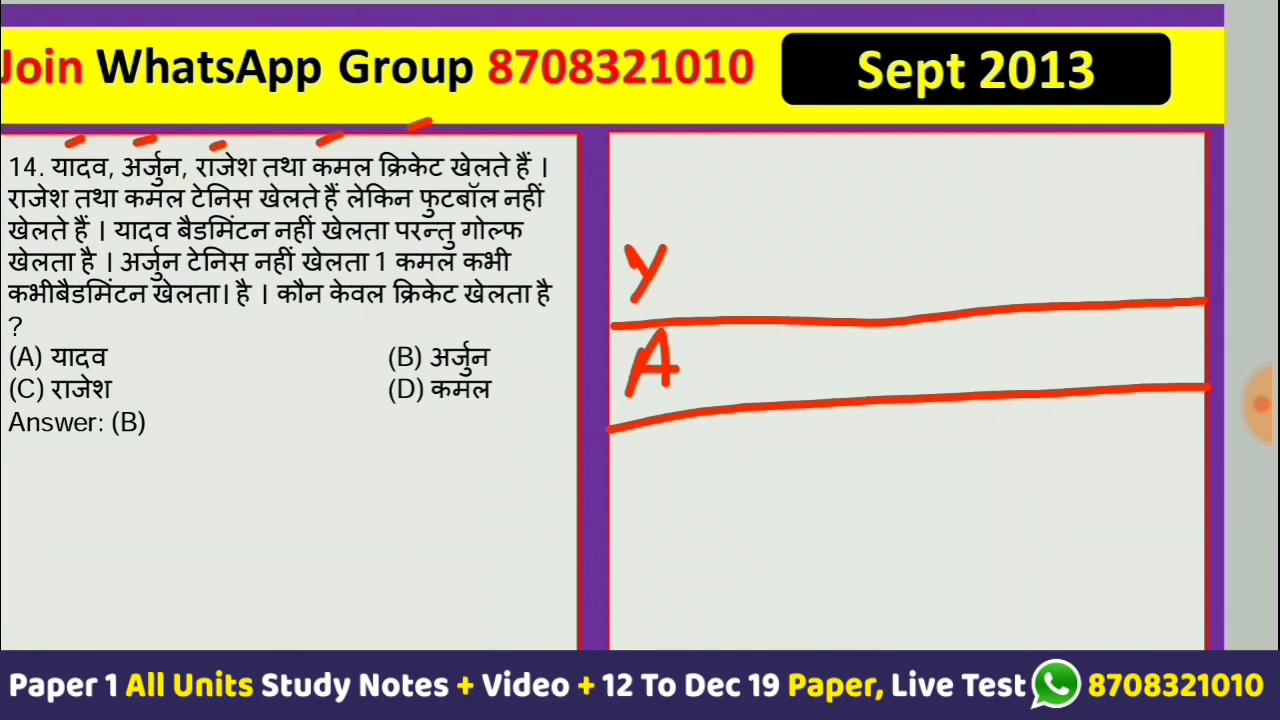 Join WhatsApp Group 8708321010
Sept 2013
14. यादव, अर्जुन, राजेश तथा कमल क्रिकेट खेलते हैं ।
राजेश तथा कमल टेनिस खेलते हैं लेकिन फुटबॉल नहीं
खेलते हैं । यादव बैडमिंटन नहीं खेलता परन्तु गोल्फ
खेलता है । अर्जुन टेनिस नहीं खेलता 1 कमल कभी
कभीबैडमिंटन खेलता। है । कौन केवल क्रिकेट खेलता है
?
(A) यादव (B) अर्जुन
(C) राजेश (D) कमल
Answer: (B)
Y
A
Paper 1 All Units Study Notes + Video + 12 To Dec 19 Paper, Live Test 8708321010